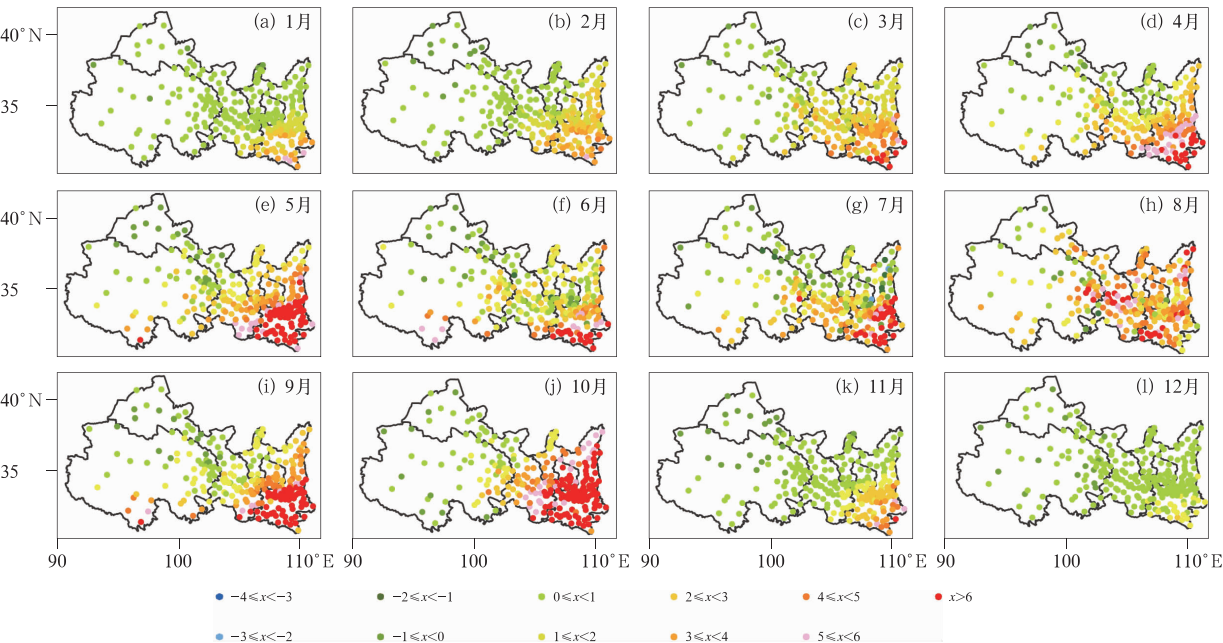 (a) 1月
(b) 2月
(c) 3月
(d) 4月
40°N
35
(e) 5月
(f) 6月
(g) 7月
(h) 8月
40°N
35
(i) 9月
(j) 10月
(k) 11月
(l) 12月
40°N
35
90 100 110°E
90 100 110°E
90 100 110°E
90 100 110°E
−4⩽x<−3
−2⩽x<−1
0⩽x<1
2⩽x<3
4⩽x<5
x>6
−3⩽x<−2
−1⩽x<0
1⩽x<2
3⩽x<4
5⩽x<6